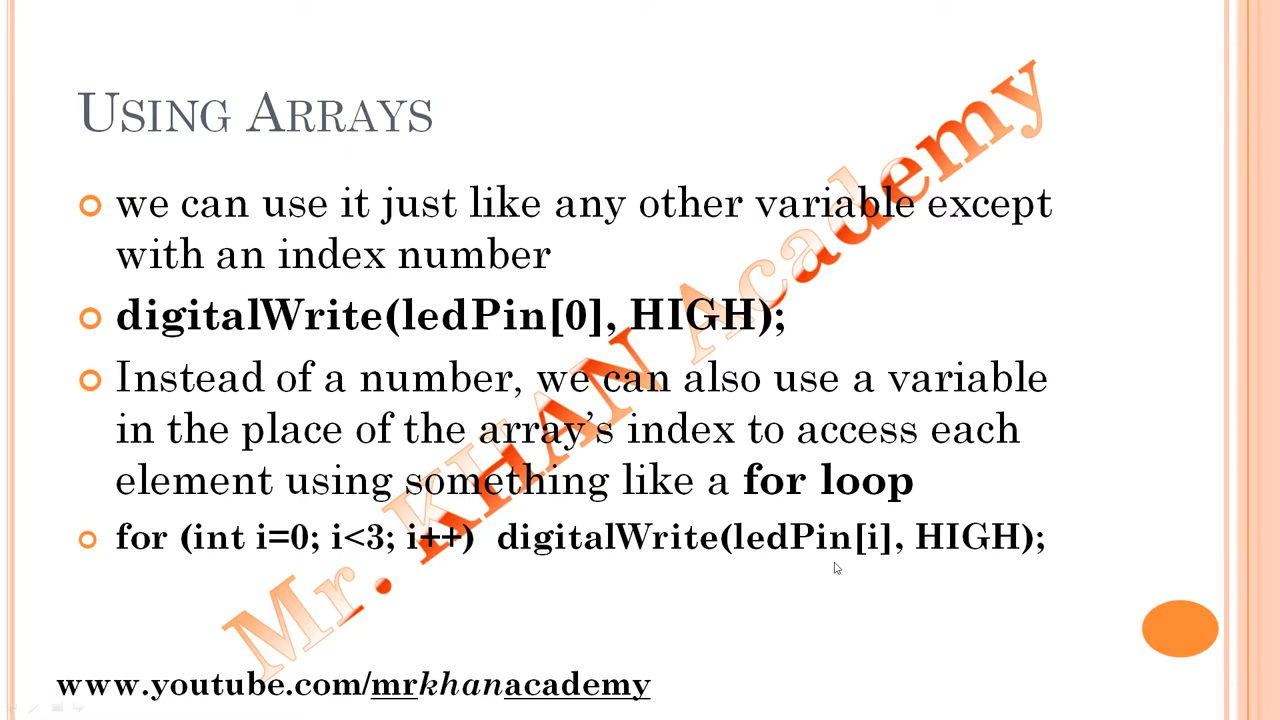 Using Arrays
we can use it just like any other variable except
with an index number
digitalWrite(ledPin[0], HIGH);
Instead of a number, we can also use a variable
in the place of the array’s index to access each
element using something like a for loop
for (int i=0; i<3; i++) digitalWrite(ledPin[i], HIGH);
Mr. KHAN Academy
www.youtube.com/mrkhanacademy